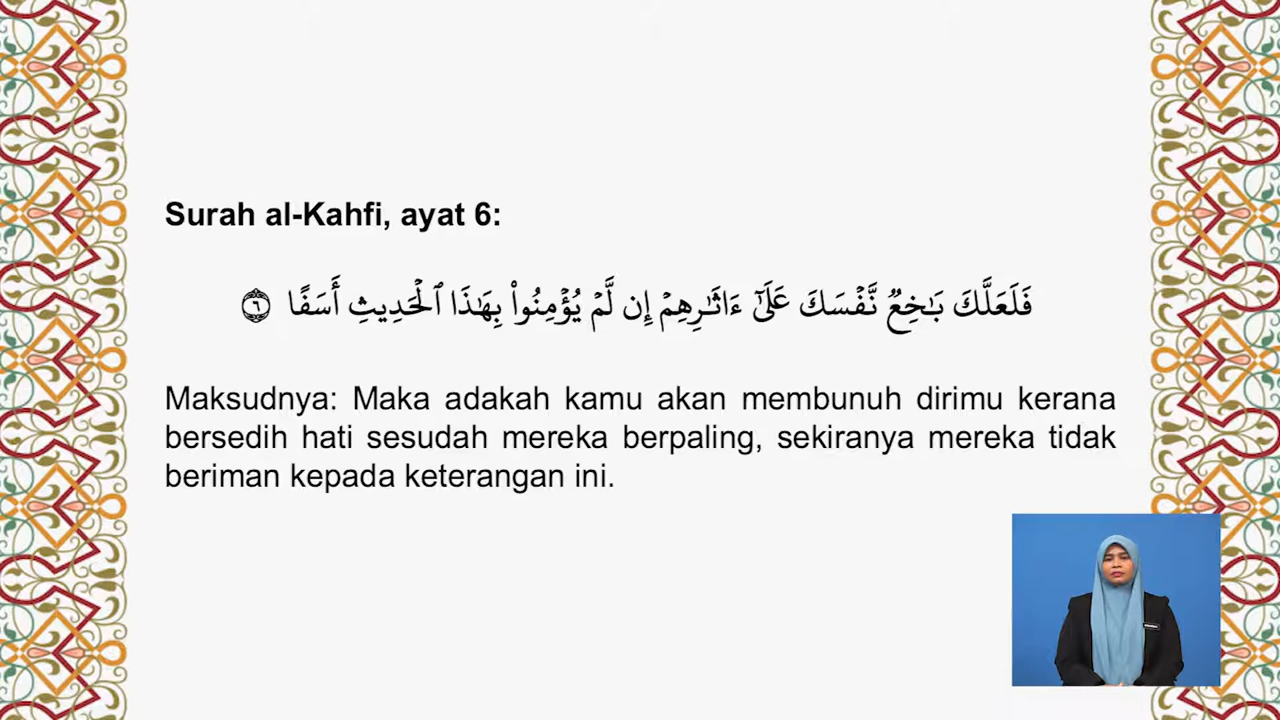 Surah al-Kahfi, ayat 6:
فَلَعَلَّكَ بَٰخِعٞ نَّفۡسَكَ عَلَىٰٓ ءَاثَٰرِهِمۡ إِن لَّمۡ يُؤۡمِنُواْ بِهَٰذَا ٱلۡحَدِيثِ أَسَفًا ٦
Maksudnya: Maka adakah kamu akan membunuh dirimu kerana
bersedih hati sesudah mereka berpaling, sekiranya mereka tidak
beriman kepada keterangan ini.